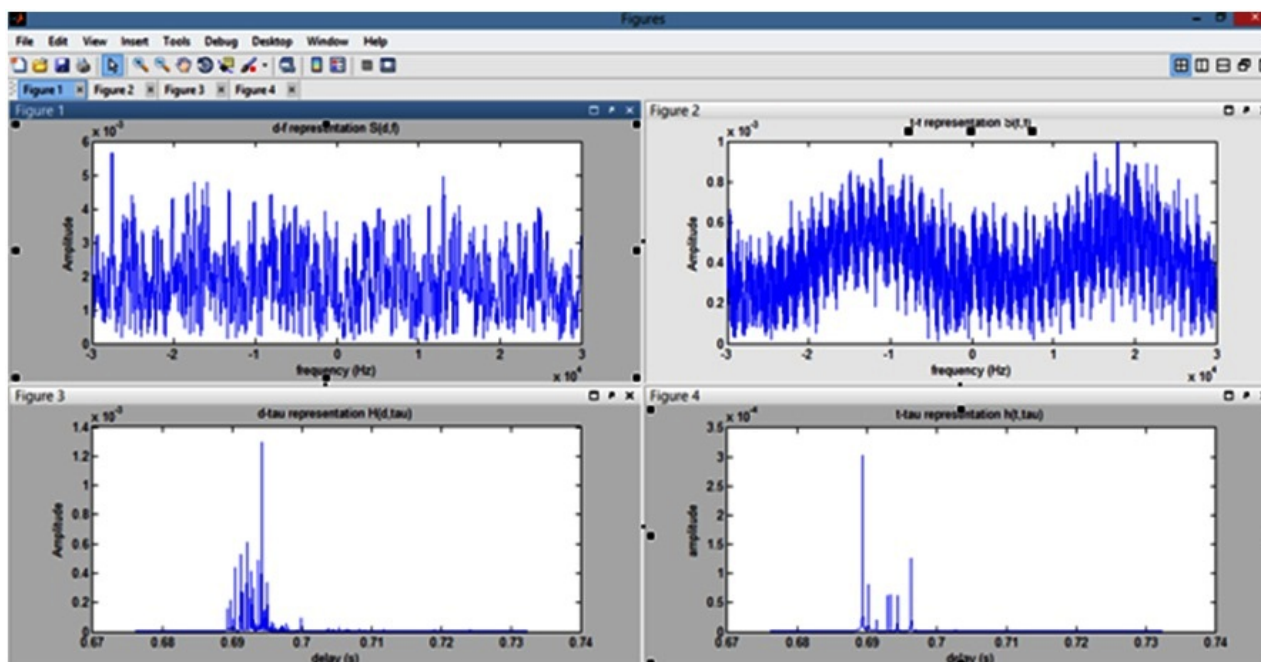 Figures
File Edit View Insert Tools Debug Desktop Window Help
Figure 1 Figure 2 Figure 3 Figure 4
Figure 1
d-f representation S(d,f)
x 10⁻³
6
5
4
3
2
1
0
Amplitude
-3 -2 -1 0 1 2 3
frequency (Hz)
x 10⁴
Figure 2
t-f representation S(t,f)
x 10⁻³
1
0.8
0.6
0.4
0.2
0
Amplitude
-3 -2 -1 0 1 2 3
frequency (Hz)
x 10⁴
Figure 3
d-tau representation H(d,tau)
x 10⁻³
1.4
1.2
1
0.8
0.6
0.4
0.2
0
Amplitude
0.67 0.68 0.69 0.7 0.71 0.72 0.73 0.74
delay (s)
Figure 4
t-tau representation h(t,tau)
x 10⁻⁴
3.5
3
2.5
2
1.5
1
0.5
0
amplitude
0.67 0.68 0.69 0.7 0.71 0.72 0.73 0.74
delay (s)